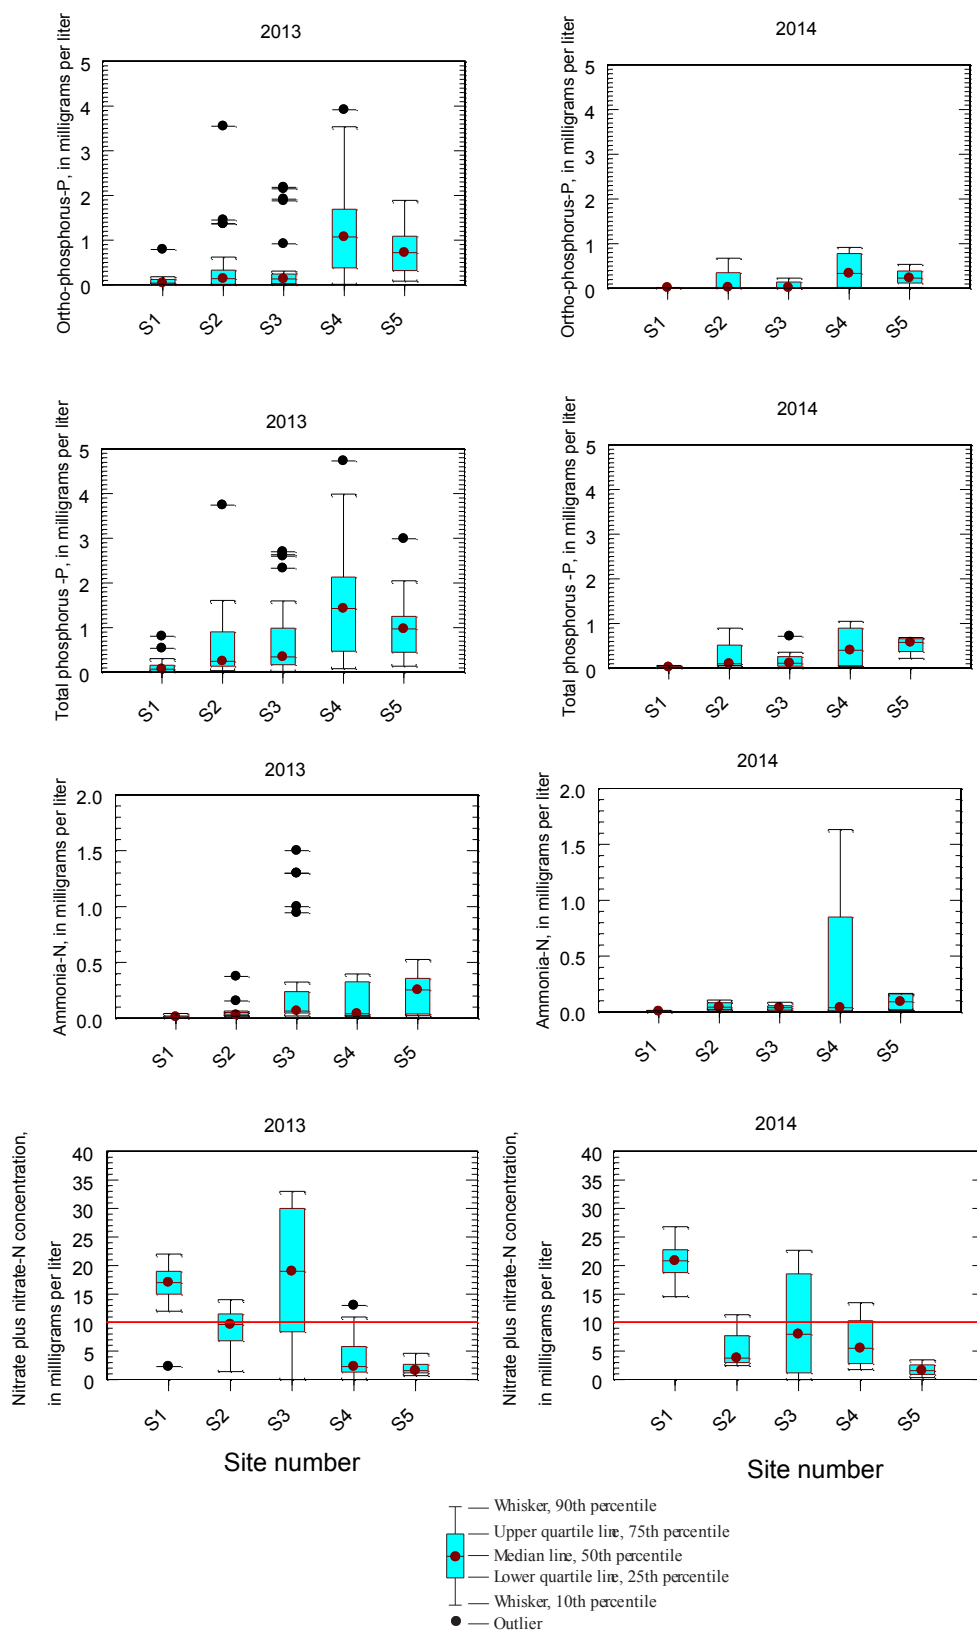 2013
Ortho-phosphorus-P, in milligrams per liter
5
4
3
2
1
0
S1 S2 S3 S4 S5
2014
Ortho-phosphorus-P, in milligrams per liter
5
4
3
2
1
0
S1 S2 S3 S4 S5
2013
Total phosphorus -P, in milligrams per liter
5
4
3
2
1
0
S1 S2 S3 S4 S5
2014
Total phosphorus -P, in milligrams per liter
5
4
3
2
1
0
S1 S2 S3 S4 S5
2013
Ammonia-N, in milligrams per liter
2.0
1.5
1.0
0.5
0.0
S1 S2 S3 S4 S5
2014
Ammonia-N, in milligrams per liter
2.0
1.5
1.0
0.5
0.0
S1 S2 S3 S4 S5
2013
Nitrate plus nitrate-N concentration,
in milligrams per liter
40
35
30
25
20
15
10
5
0
S1 S2 S3 S4 S5
Site number
2014
Nitrate plus nitrate-N concentration,
in milligrams per liter
40
35
30
25
20
15
10
5
0
S1 S2 S3 S4 S5
Site number
Whisker, 90th percentile
Upper quartile line, 75th percentile
Median line, 50th percentile
Lower quartile line, 25th percentile
Whisker, 10th percentile
Outlier